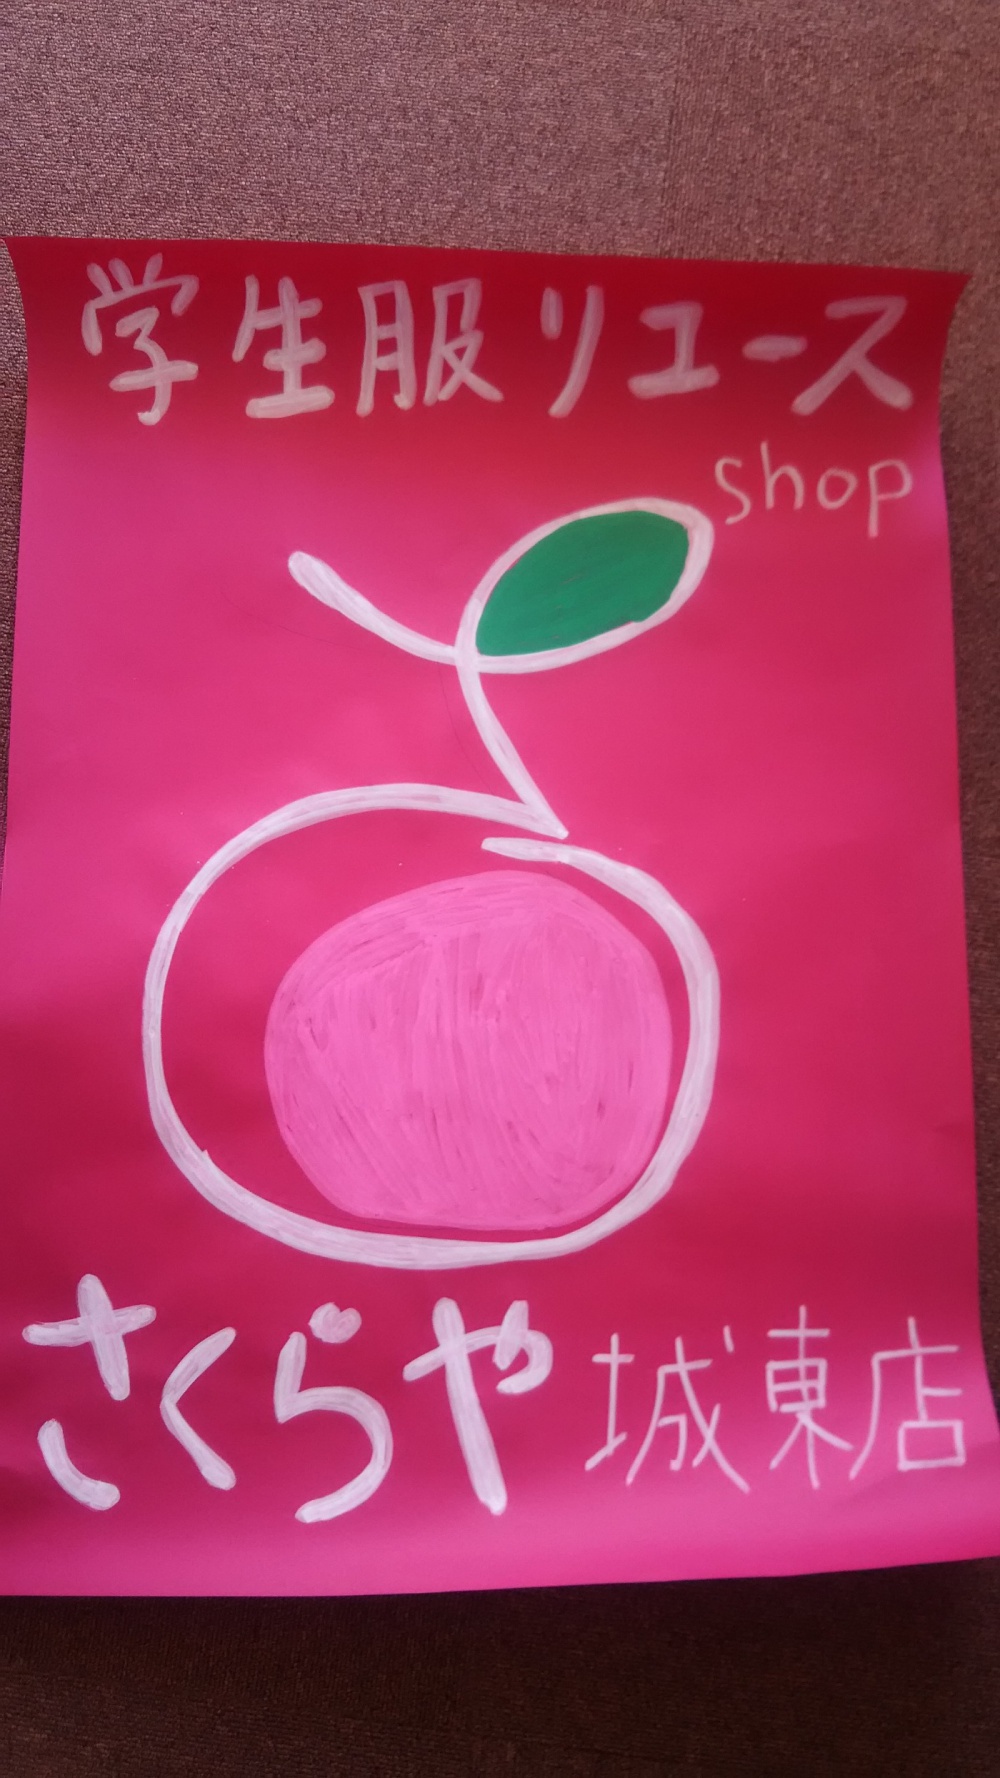 学生服リユース
shop
さくらや 城東店